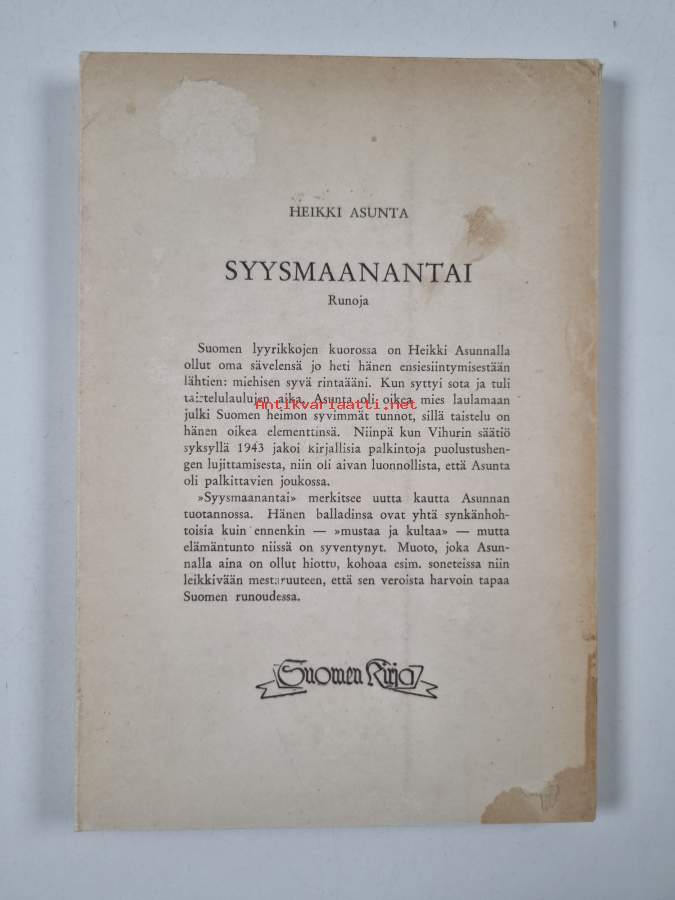 HEIKKI ASUNTA
SYYSMAANANTAI
Runoja
Suomen lyyrikkojen kuorossa on Heikki Asunnalla
ollut oma sävelensä jo heti hänen ensiesiintymisestään
lähtien: miehisen syvä rintaääni. Kun syttyi sota ja tuli
taistelulaulujen aika, Asunta oli oikea mies laulamaan
Antikvariaatti.net
julki Suomen heimon syvimmät tunnot, sillä taistelu on
hänen oikea elementtinsä. Niinpä kun Vihurin säätiö
syksyllä 1943 jakoi kirjallisia palkintoja puolustushen-
gen lujittamisesta, niin oli aivan luonnollista, että Asunta
oli palkittavien joukossa.
»Syysmaanantai» merkitsee uutta kautta Asunnan
tuotannossa. Hänen balladinsa ovat yhtä synkänhoh-
toisia kuin ennenkin — »mustaa ja kultaa» — mutta
elämäntunto niissä on syventynyt. Muoto, joka Asun-
nalla aina on ollut hiottu, kohoaa esim. soneteissa niin
leikkivään mestaruuteen, että sen veroista harvoin tapaa
Suomen runoudessa.
Suomen Kirja